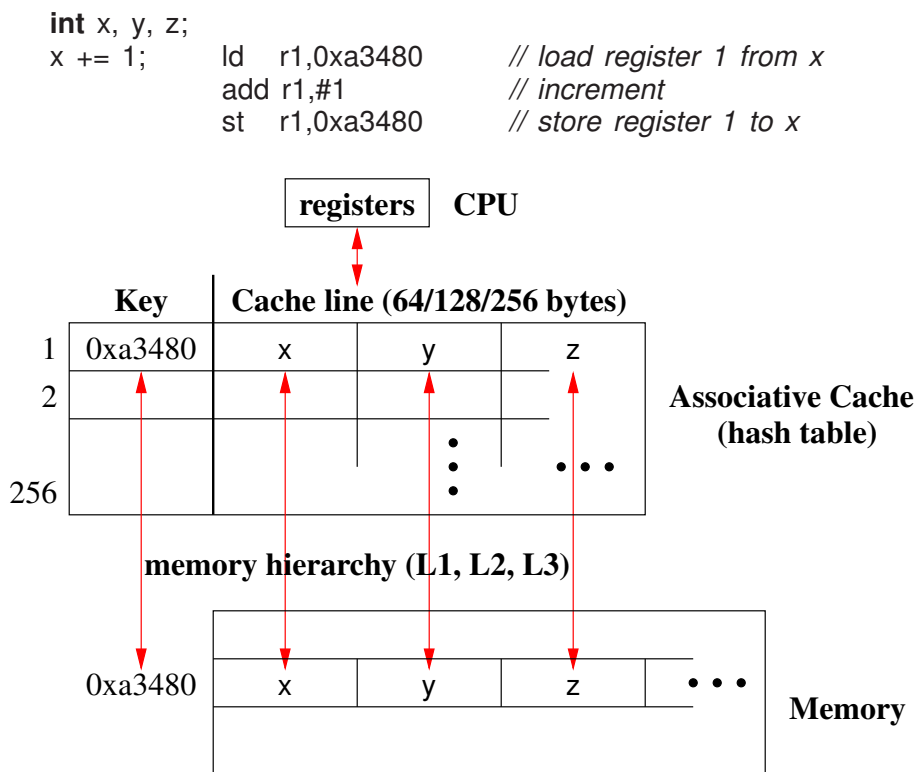 int x, y, z;
x += 1; ld r1,0xa3480 // load register 1 from x
add r1,#1 // increment
st r1,0xa3480 // store register 1 to x
registers CPU
Key Cache line (64/128/256 bytes)
1 0xa3480 x y z
2
Associative Cache
(hash table)
256
memory hierarchy (L1, L2, L3)
0xa3480 x y z
Memory